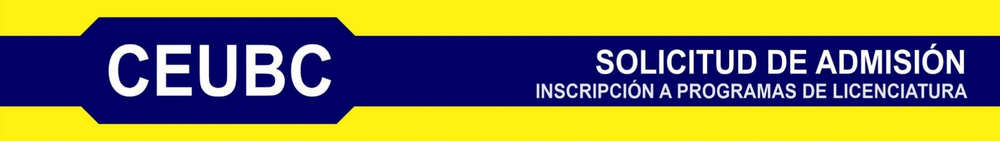 CEUBC
SOLICITUD DE ADMISIÓN
INSCRIPCIÓN A PROGRAMAS DE LICENCIATURA